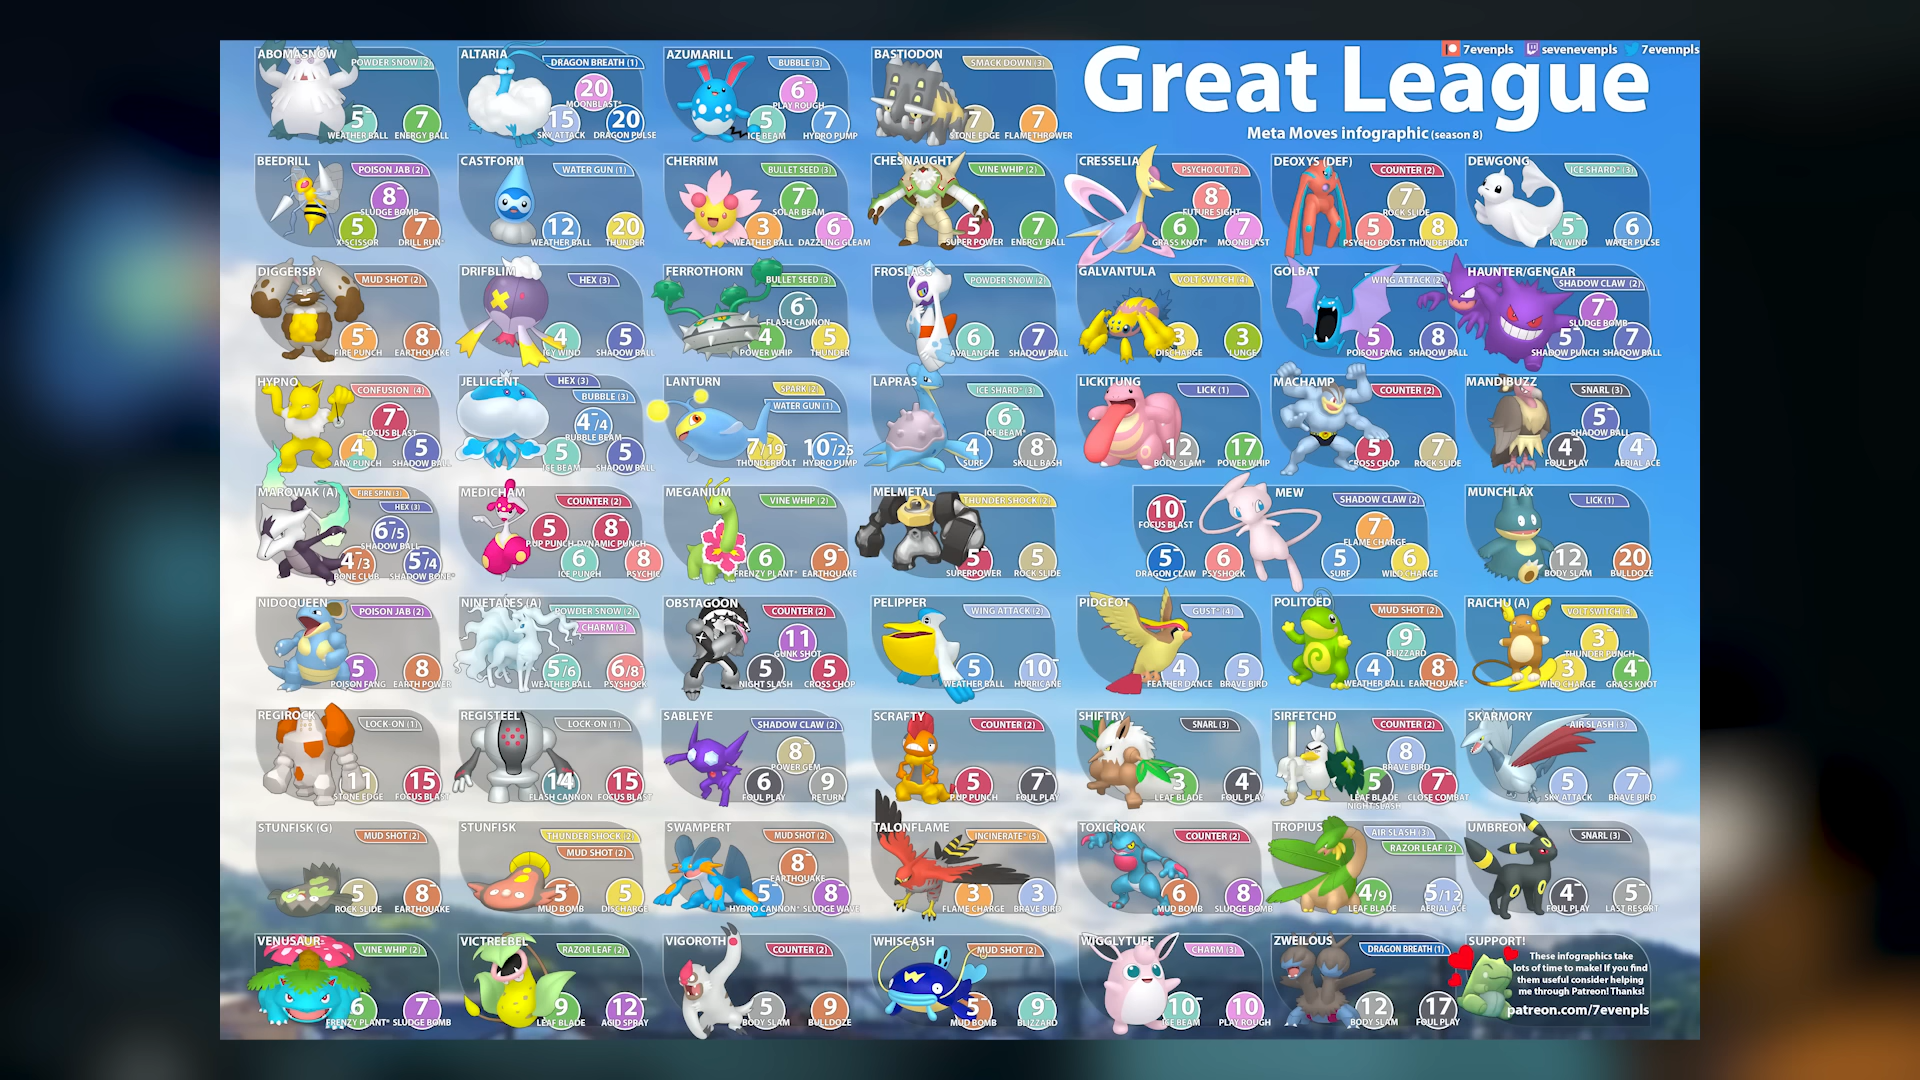 Great League
7evenpls sevenevenpls 7evennpls
Meta Moves infographic (season 8)
ABOMASNOW
POWDER SNOW (2)
5- WEATHER BALL 7 ENERGY BALL
ALTARIA
DRAGON BREATH (1)
20 MOONBLAST*
15 SKY ATTACK 20 DRAGON PULSE
AZUMARILL
BUBBLE (3)
6- PLAY ROUGH
5 ICE BEAM 7 HYDRO PUMP
BASTIODON
SMACK DOWN (3)
7 STONE EDGE 7 FLAMETHROWER
BEEDRILL
POISON JAB (2)
8- SLUDGE BOMB
5 X-SCISSOR 7- DRILL RUN*
CASTFORM
WATER GUN (1)
12 WEATHER BALL 20 THUNDER
CHERRIM
BULLET SEED (3)
7- SOLAR BEAM
3 WEATHER BALL 6- DAZZLING GLEAM
CHESNAUGHT
VINE WHIP (2)
5 SUPER POWER 7 ENERGY BALL
CRESSELIA
PSYCHO CUT (2)
8- FUTURE SIGHT
6 GRASS KNOT* 7 MOONBLAST
DEOXYS (DEF)
COUNTER (2)
7- ROCK SLIDE
5 PSYCHO BOOST 8 THUNDERBOLT
DEWGONG
ICE SHARD* (3)
5- ICY WIND 6 WATER PULSE
DIGGERSBY
MUD SHOT (2)
5- FIRE PUNCH 8- EARTHQUAKE
DRIFBLIM
HEX (3)
4 ICY WIND 5 SHADOW BALL
FERROTHORN
BULLET SEED (3)
6- FLASH CANNON
4 POWER WHIP 5 THUNDER
FROSLASS
POWDER SNOW (2)
6 AVALANCHE 7 SHADOW BALL
GALVANTULA
VOLT SWITCH (4)
3 DISCHARGE 3 LUNGE
GOLBAT
WING ATTACK (2)
5 POISON FANG 8 SHADOW BALL
HAUNTER/GENGAR
SHADOW CLAW (2)
7- SLUDGE BOMB
5- SHADOW PUNCH 7 SHADOW BALL
HYPNO
CONFUSION (4)
7- FOCUS BLAST
4- ANY PUNCH 5 SHADOW BALL
JELLICENT
HEX (3)
BUBBLE (3)
4-/4 BUBBLE BEAM
5 ICE BEAM 5 SHADOW BALL
LANTURN
SPARK (2)
WATER GUN (1)
7/19 THUNDERBOLT 10-/25 HYDRO PUMP
LAPRAS
ICE SHARD* (3)
6- ICE BEAM*
4 SURF 8- SKULL BASH
LICKITUNG
LICK (1)
12 BODY SLAM* 17 POWER WHIP
MACHAMP
COUNTER (2)
5 CROSS CHOP 7- ROCK SLIDE
MANDIBUZZ
SNARL (3)
5- SHADOW BALL
4- FOUL PLAY 4- AERIAL ACE
MAROWAK (A)
FIRE SPIN (3)
HEX (3)
6-/5 SHADOW BALL
4-/3 BONE CLUB 5-/4 SHADOW BONE*
MEDICHAM
COUNTER (2)
5 P.UP PUNCH 8- DYNAMIC PUNCH
6 ICE PUNCH 8 PSYCHIC
MEGANIUM
VINE WHIP (2)
6 FRENZY PLANT* 9- EARTHQUAKE
MELMETAL
THUNDER SHOCK (2)
5- SUPERPOWER 5 ROCK SLIDE
MEW
SHADOW CLAW (2)
10- FOCUS BLAST 7- FLAME CHARGE
5- DRAGON CLAW 6 PSYSHOCK 5 SURF 6 WILD CHARGE
MUNCHLAX
LICK (1)
12 BODY SLAM 20 BULLDOZE
NIDOQUEEN
POISON JAB (2)
5 POISON FANG 8 EARTH POWER
NINETALES (A)
POWDER SNOW (2)
CHARM (3)
5-/6 WEATHER BALL 6/8 PSYSHOCK
OBSTAGOON
COUNTER (2)
11 GUNK SHOT
5 NIGHT SLASH 5 CROSS CHOP
PELIPPER
WING ATTACK (2)
5 WEATHER BALL 10- HURRICANE
PIDGEOT
GUST* (4)
4 FEATHER DANCE 5 BRAVE BIRD
POLITOED
MUD SHOT (2)
9 BLIZZARD
4 WEATHER BALL 8- EARTHQUAKE*
RAICHU (A)
VOLT SWITCH (4)
3- THUNDER PUNCH
3 WILD CHARGE 4- GRASS KNOT
REGIROCK
LOCK-ON (1)
11 STONE EDGE 15 FOCUS BLAST
REGISTEEL
LOCK-ON (1)
14 FLASH CANNON 15 FOCUS BLAST
SABLEYE
SHADOW CLAW (2)
8- POWER GEM
6 FOUL PLAY 9 RETURN
SCRAFTY
COUNTER (2)
5 P.UP PUNCH 7- FOUL PLAY
SHIFTRY
SNARL (3)
3 LEAF BLADE 4- FOUL PLAY
SIRFETCHD
COUNTER (2)
8 BRAVE BIRD
5 LEAF BLADE 7- CLOSE COMBAT
NIGHT SLASH
SKARMORY
AIR SLASH (3)
5 SKY ATTACK 7- BRAVE BIRD
STUNFISK (G)
MUD SHOT (2)
5 ROCK SLIDE 8- EARTHQUAKE
STUNFISK
THUNDER SHOCK (2)
MUD SHOT (2)
5- MUD BOMB 5 DISCHARGE
SWAMPERT
MUD SHOT (2)
8- EARTHQUAKE
5- HYDRO CANNON* 8- SLUDGE WAVE
TALONFLAME
INCINERATE* (5)
3- FLAME CHARGE 3 BRAVE BIRD
TOXICROAK
COUNTER (2)
6 MUD BOMB 8- SLUDGE BOMB
TROPIUS
AIR SLASH (3)
RAZOR LEAF (2)
4/9 LEAF BLADE 5/12 AERIAL ACE
UMBREON
SNARL (3)
4- FOUL PLAY 5- LAST RESORT
VENUSAUR
VINE WHIP (2)
6 FRENZY PLANT* 7- SLUDGE BOMB
VICTREEBEL
RAZOR LEAF (2)
9 LEAF BLADE 12- ACID SPRAY
VIGOROTH
COUNTER (2)
5 BODY SLAM 9 BULLDOZE
WHISCASH
MUD SHOT (2)
5- MUD BOMB 9- BLIZZARD
WIGGLYTUFF
CHARM (3)
10- ICE BEAM 10 PLAY ROUGH
ZWEILOUS
DRAGON BREATH (1)
12 BODY SLAM 17 FOUL PLAY
SUPPORT!
These infographics take
lots of time to make! If you find
them useful consider helping
me through Patreon! Thanks!
patreon.com/7evenpls